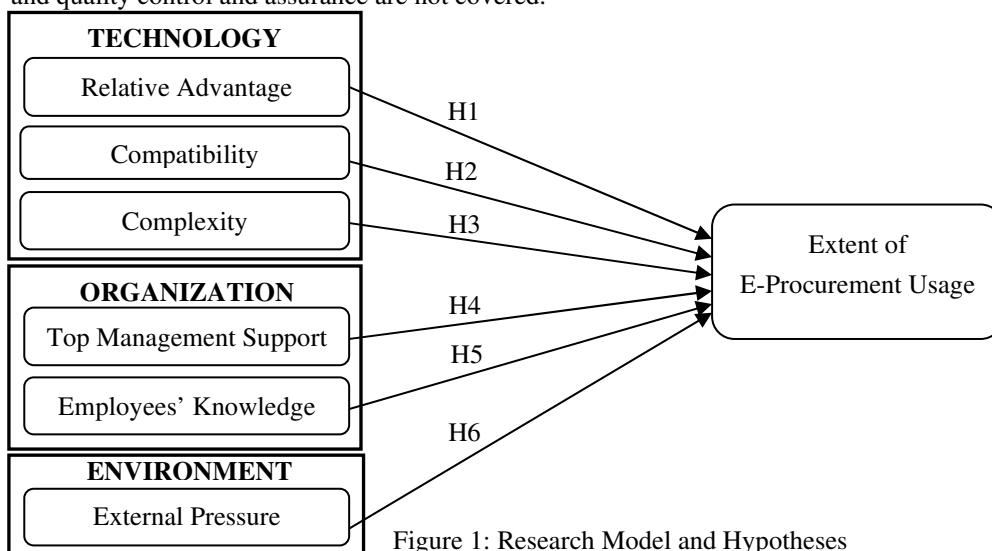 and quality control and assurance are not covered.
TECHNOLOGY
Relative Advantage
Compatibility
Complexity
H1
H2
H3
Extent of
E-Procurement Usage
ORGANIZATION
Top Management Support
Employees’ Knowledge
H4
H5
H6
ENVIRONMENT
External Pressure
Figure 1: Research Model and Hypotheses